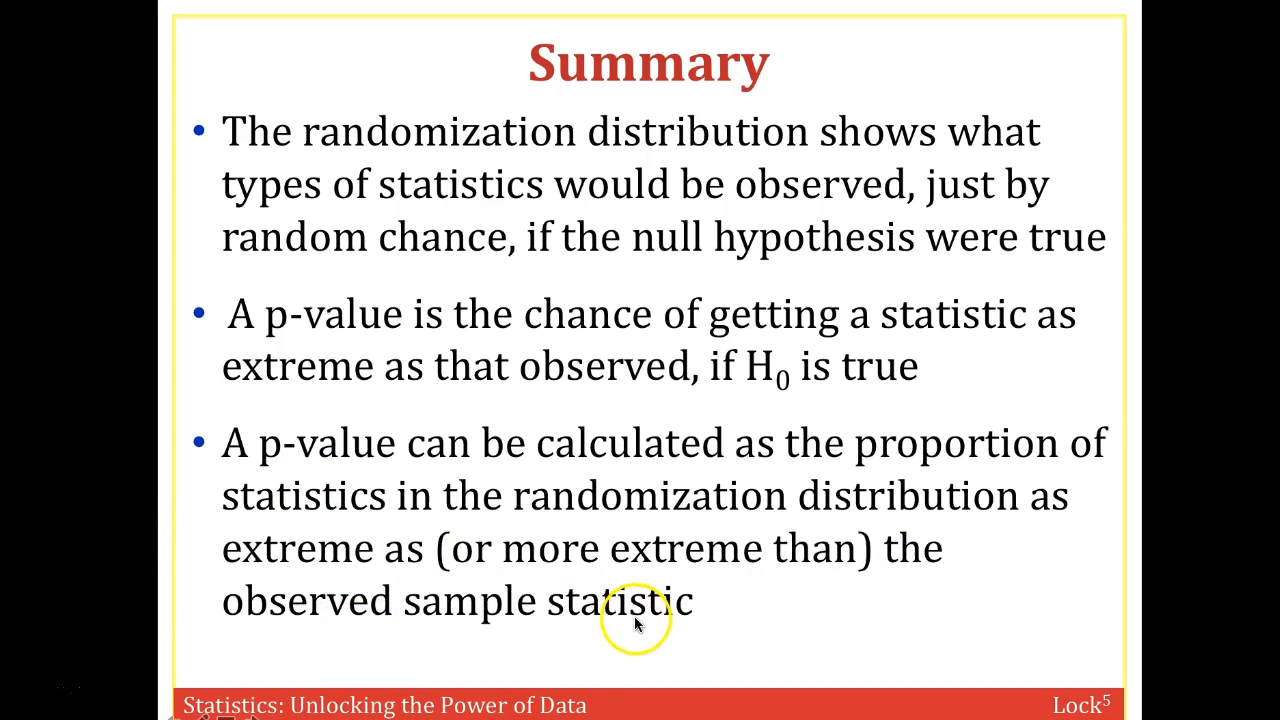 Summary
• The randomization distribution shows what
types of statistics would be observed, just by
random chance, if the null hypothesis were true
• A p-value is the chance of getting a statistic as
extreme as that observed, if H₀ is true
• A p-value can be calculated as the proportion of
statistics in the randomization distribution as
extreme as (or more extreme than) the
observed sample statistic
Statistics: Unlocking the Power of Data
Lock⁵